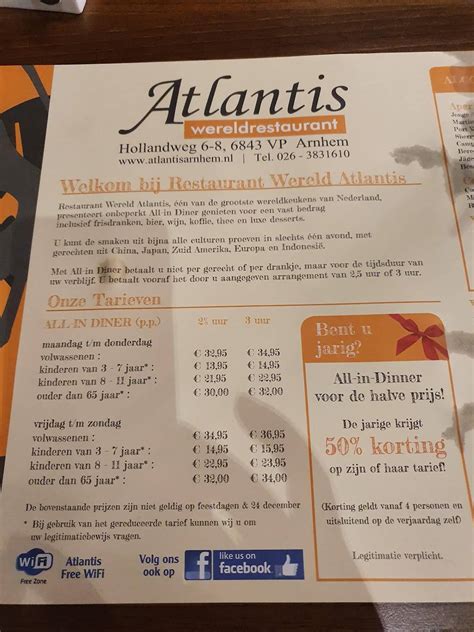 Atlantis
wereldrestaurant
Hollandweg 6-8, 6843 VP Arnhem
www.atlantisarnhem.nl | Tel. 026 - 3831610
Welkom bij Restaurant Wereld Atlantis
Restaurant Wereld Atlantis, één van de grootste wereldkeukens van Nederland,
presenteert onbeperkt All-in Diner genieten voor een vast bedrag
inclusief frisdranken, bier, wijn, koffie, thee en luxe desserts.
U kunt de smaken uit bijna alle culturen proeven in slechts één avond, met
gerechten uit China, Japan, Zuid Amerika, Europa en Indonesië.
Met All-in Diner betaalt u niet per gerecht of per drankje, maar voor de tijdsduur van
uw verblijf. U betaalt vooraf het door u aangegeven arrangement van 2,5 uur of 3 uur.
Onze Tarieven
ALL IN DINER (p.p.) 2½ uur 3 uur
maandag t/m donderdag
volwassenen : € 32,95 € 34,95
kinderen van 3 - 7 jaar* : € 13,95 € 14,95
kinderen van 8 - 11 jaar* : € 21,95 € 22,95
ouder dan 65 jaar* : € 30,00 € 32,00
vrijdag t/m zondag
volwassenen : € 34,95 € 36,95
kinderen van 3 - 7 jaar* : € 14,95 € 15,95
kinderen van 8 - 11 jaar* : € 22,95 € 23,95
ouder dan 65 jaar* : € 32,00 € 34,00
De bovenstaande prijzen zijn niet geldig op feestdagen & 24 december
* Bij gebruik van het gereduceerde tarief kunnen wij u om
uw legitimatiebewijs vragen.
Bent u
jarig?
All-in-Dinner
voor de halve prijs!
De jarige krijgt
50% korting
op zijn of haar tarief!
(Korting geldt vanaf 4 personen en
uitsluitend op de verjaardag zelf)
Legitimatie verplicht.
WiFi
Free Zone
Atlantis
Free WiFi
Volg ons
ook op
f
like us on
facebook